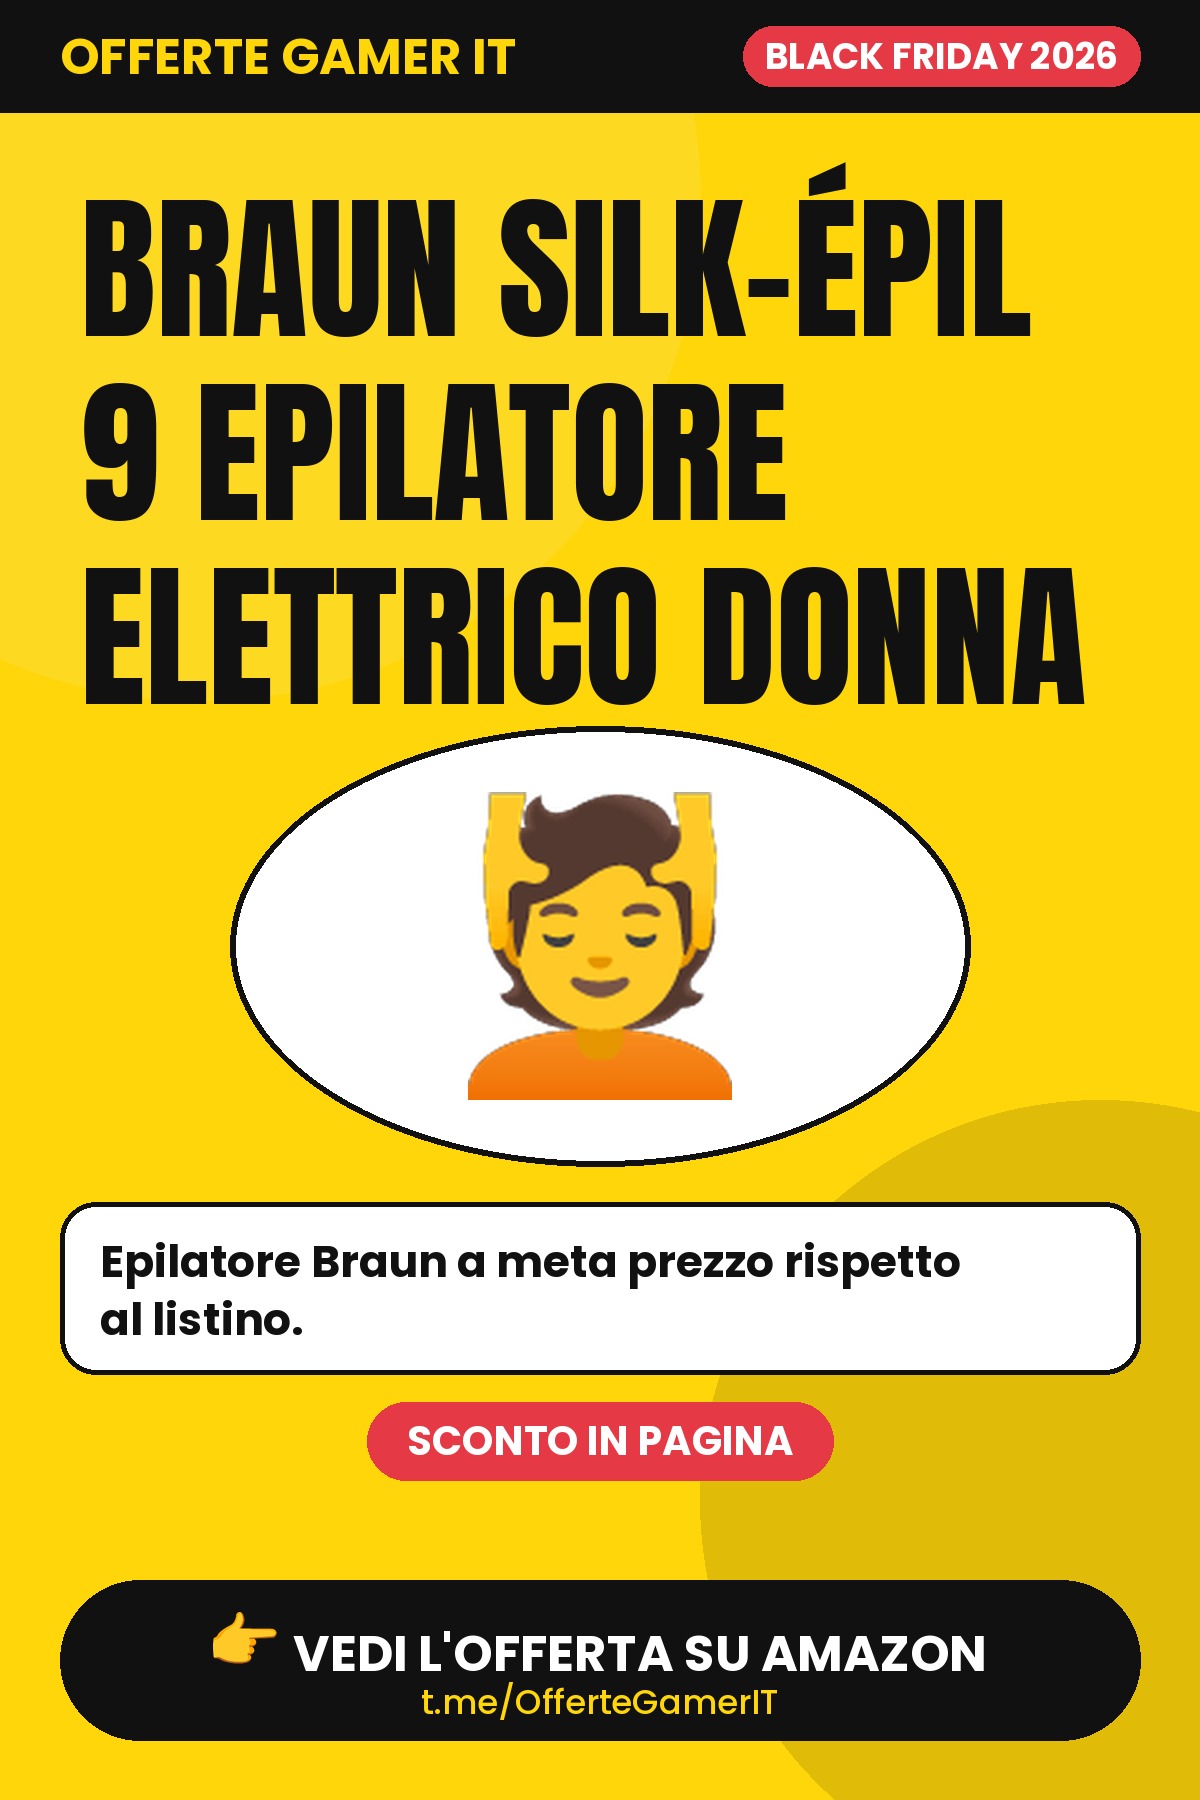 OFFERTE GAMER IT
BLACK FRIDAY 2026
BRAUN SILK-ÉPIL
9 EPILATORE
ELETTRICO DONNA
Epilatore Braun a meta prezzo rispetto
al listino.
SCONTO IN PAGINA
VEDI L'OFFERTA SU AMAZON
t.me/OfferteGamerIT